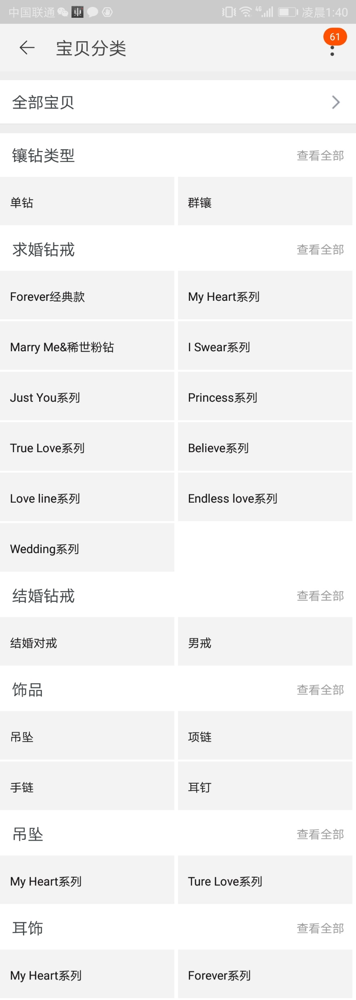 中国联通 東 4G 凌晨1:40
61
宝贝分类
全部宝贝
镶钻类型 查看全部
单钻 群镶
求婚钻戒 查看全部
Forever经典款 My Heart系列
Marry Me&稀世粉钻 I Swear系列
Just You系列 Princess系列
True Love系列 Believe系列
Love line系列 Endless love系列
Wedding系列
结婚钻戒 查看全部
结婚对戒 男戒
饰品 查看全部
吊坠 项链
手链 耳钉
吊坠 查看全部
My Heart系列 Ture Love系列
耳饰 查看全部
My Heart系列 Forever系列